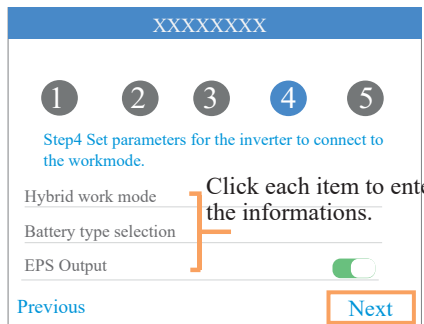 XXXXXXXX
1 2 3 4 5
Step4 Set parameters for the inverter to connect to
the workmode.
Hybrid work mode
Click each item to ente
the informations.
Battery type selection
EPS Output
Previous
Next